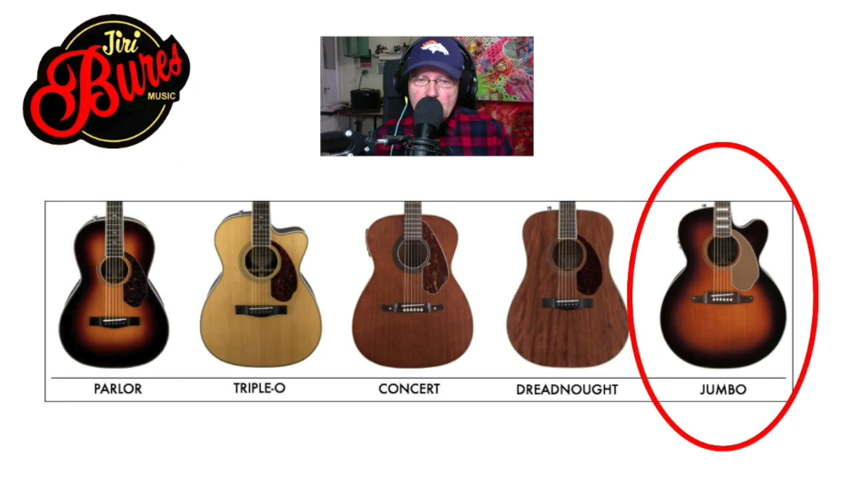 Jiri
Bures
MUSIC
PARLOR
TRIPLE-O
CONCERT
DREADNOUGHT
JUMBO